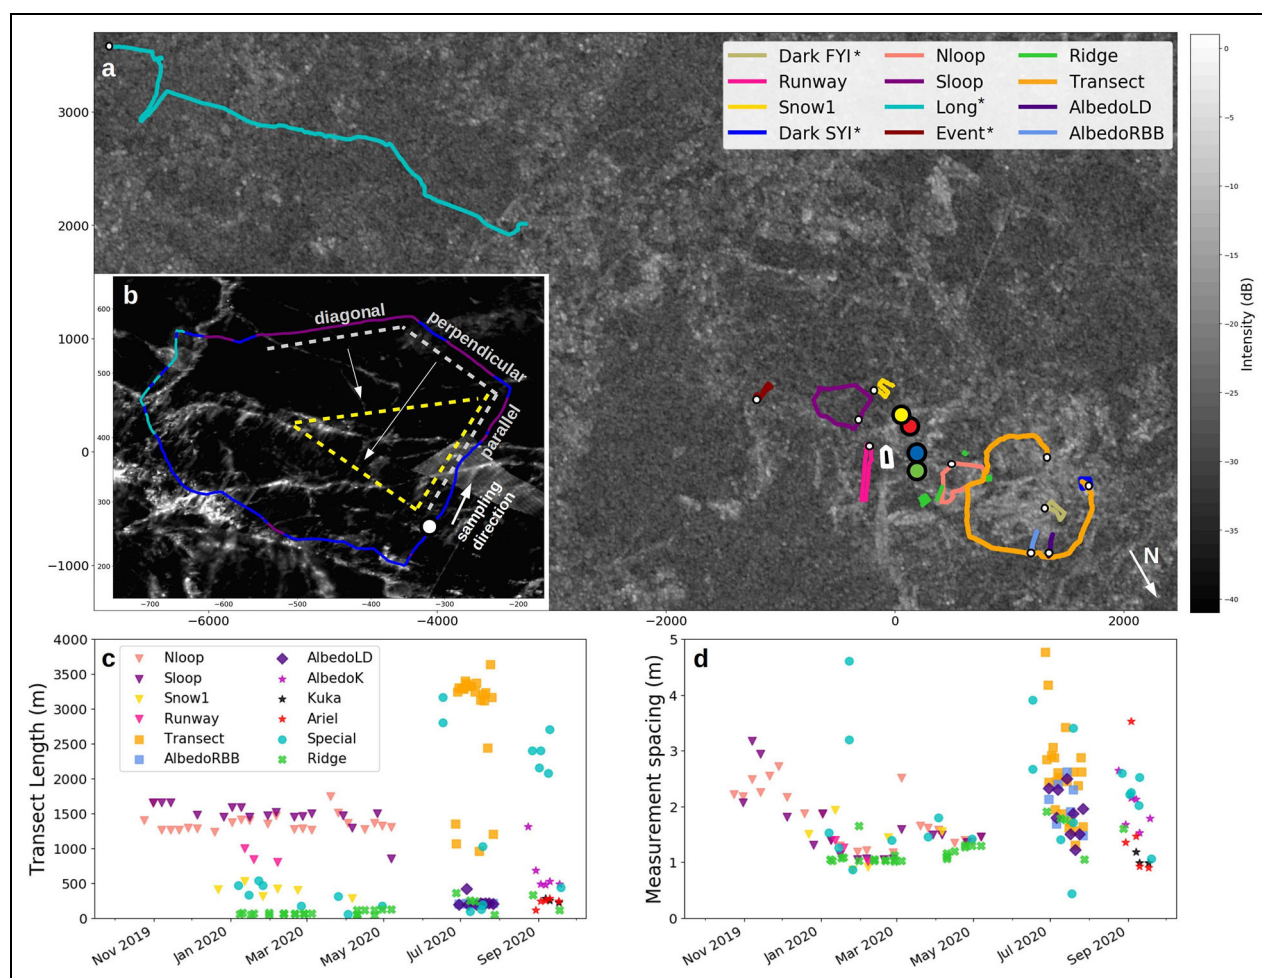 a
Dark FYI*
Runway
Snow1
Dark SYI*
Nloop
Sloop
Long*
Event*
Ridge
Transect
AlbedoLD
AlbedoRBB
3000
2000
1000
0
−1000
−6000
−4000
−2000
0
2000
N
0
−5
−10
−15
−20
−25
−30
−35
−40
Intensity (dB)
b
diagonal
perpendicular
parallel
sampling
direction
600
500
400
300
200
−700
−600
−500
−400
−300
−200
c
Transect Length (m)
4000
3500
3000
2500
2000
1500
1000
500
0
Nloop
Sloop
Snow1
Runway
Transect
AlbedoRBB
AlbedoLD
AlbedoK
Kuka
Ariel
Special
Ridge
Nov 2019
Jan 2020
Mar 2020
May 2020
Jul 2020
Sep 2020
d
Measurement spacing (m)
5
4
3
2
1
0
Nov 2019
Jan 2020
Mar 2020
May 2020
Jul 2020
Sep 2020